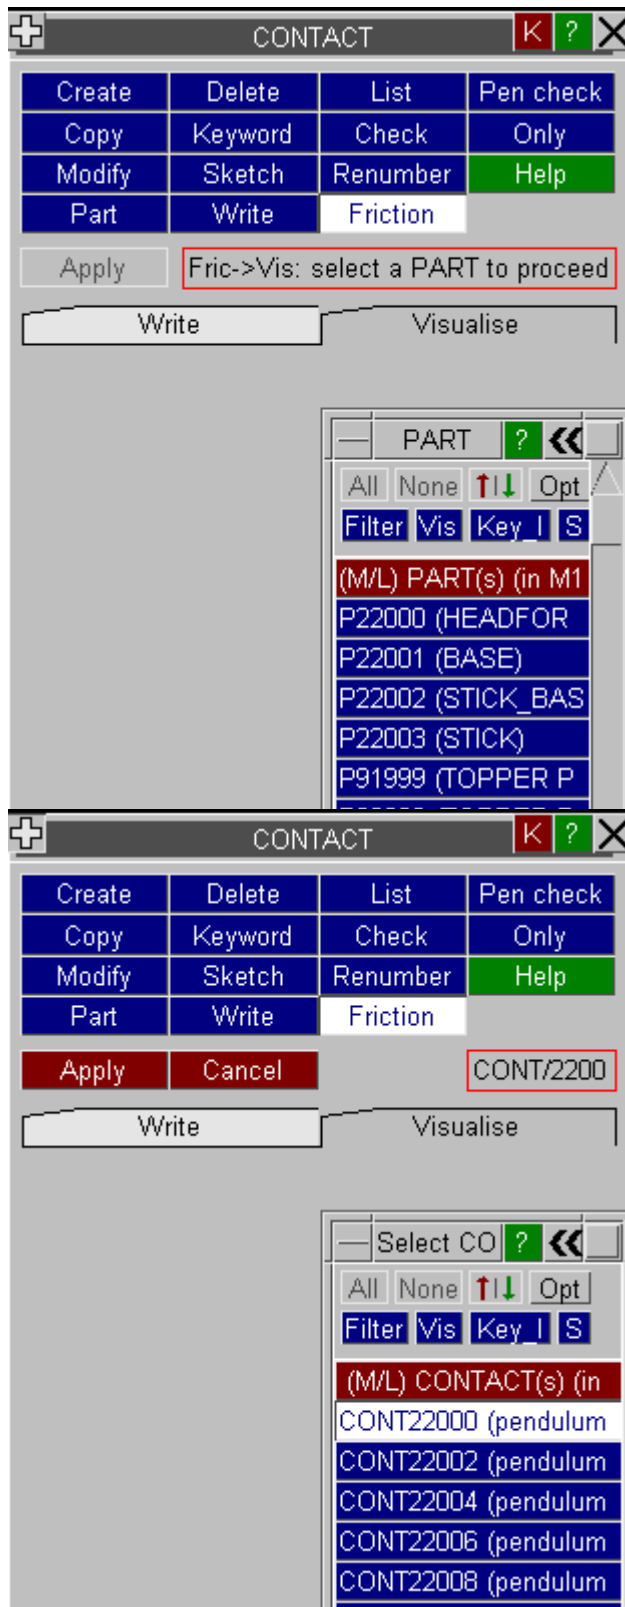 CONTACT K ? X
Create Delete List Pen check
Copy Keyword Check Only
Modify Sketch Renumber Help
Part Write Friction
Apply Fric->Vis: select a PART to proceed
Write Visualise
PART ?
All None Opt
Filter Vis Key_I S
(M/L) PART(s) (in M1
P22000 (HEADFOR
P22001 (BASE)
P22002 (STICK_BAS
P22003 (STICK)
P91999 (TOPPER P
CONTACT K ? X
Create Delete List Pen check
Copy Keyword Check Only
Modify Sketch Renumber Help
Part Write Friction
Apply Cancel CONT/2200
Write Visualise
Select CO ?
All None Opt
Filter Vis Key_I S
(M/L) CONTACT(s) (in
CONT22000 (pendulum
CONT22002 (pendulum
CONT22004 (pendulum
CONT22006 (pendulum
CONT22008 (pendulum